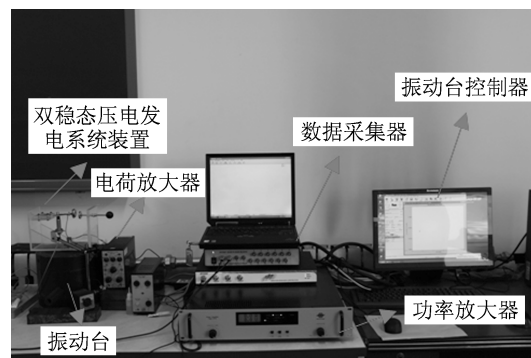 振动台控制器
双稳态压电发
电系统装置
数据采集器
电荷放大器
功率放大器
振动台